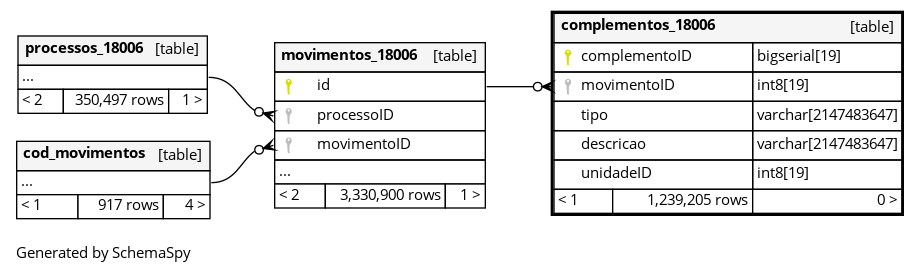 processos_18006 [table]
...
< 2 350,497 rows 1 >
cod_movimentos [table]
...
< 1 917 rows 4 >
movimentos_18006 [table]
id
processoID
movimentoID
...
< 2 3,330,900 rows 1 >
complementos_18006 [table]
complementoID bigserial[19]
movimentoID int8[19]
tipo varchar[2147483647]
descricao varchar[2147483647]
unidadeID int8[19]
< 1 1,239,205 rows 0 >
Generated by SchemaSpy